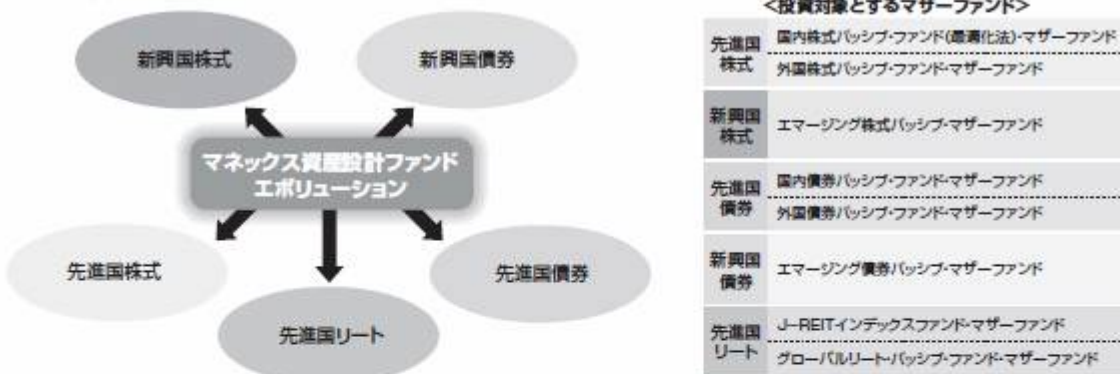 新興国株式
新興国債券
マネックス資産設計ファンド
エボリューション
先進国株式
先進国債券
先進国リート
<投資対象とするマザーファンド>
先進国
株式
国内株式パッシブ・ファンド(最適化法)・マザーファンド
外国株式パッシブ・ファンド・マザーファンド
新興国
株式
エマージング株式パッシブ・マザーファンド
先進国
債券
国内債券パッシブ・ファンド・マザーファンド
外国債券パッシブ・ファンド・マザーファンド
新興国
債券
エマージング債券パッシブ・マザーファンド
先進国
リート
J-REITインデックスファンド・マザーファンド
グローバルリート・パッシブ・ファンド・マザーファンド